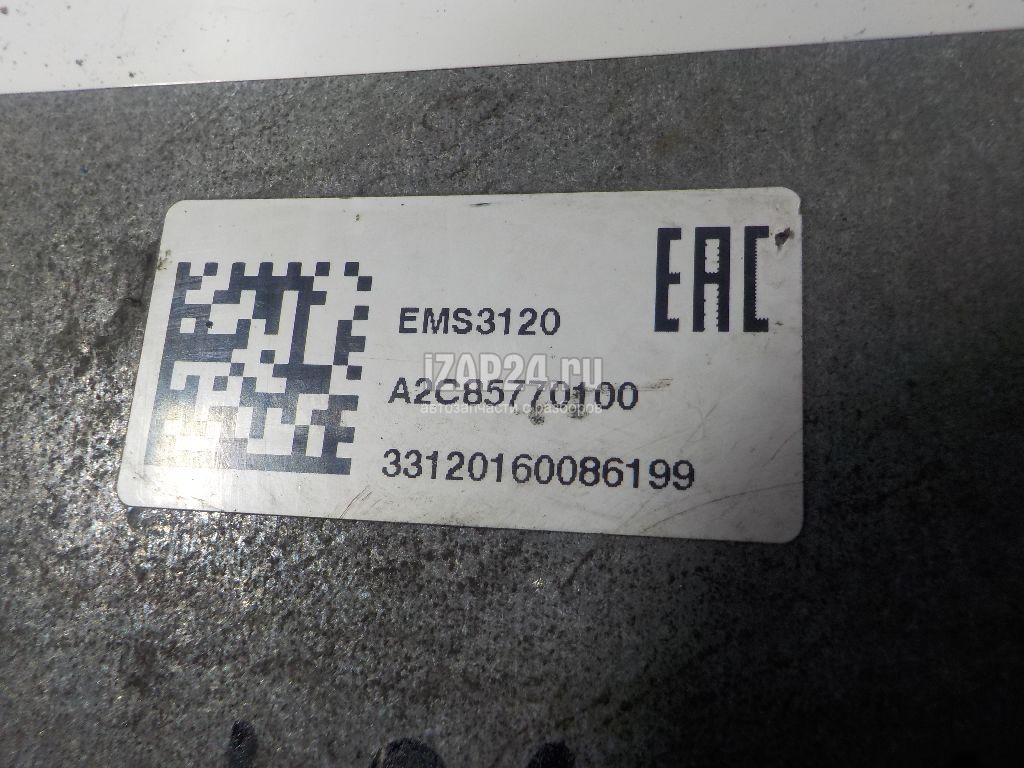 EAC
EMS3120
iZAP24.ru
A2C85770100
автозапчасти с разборов
33120160086199